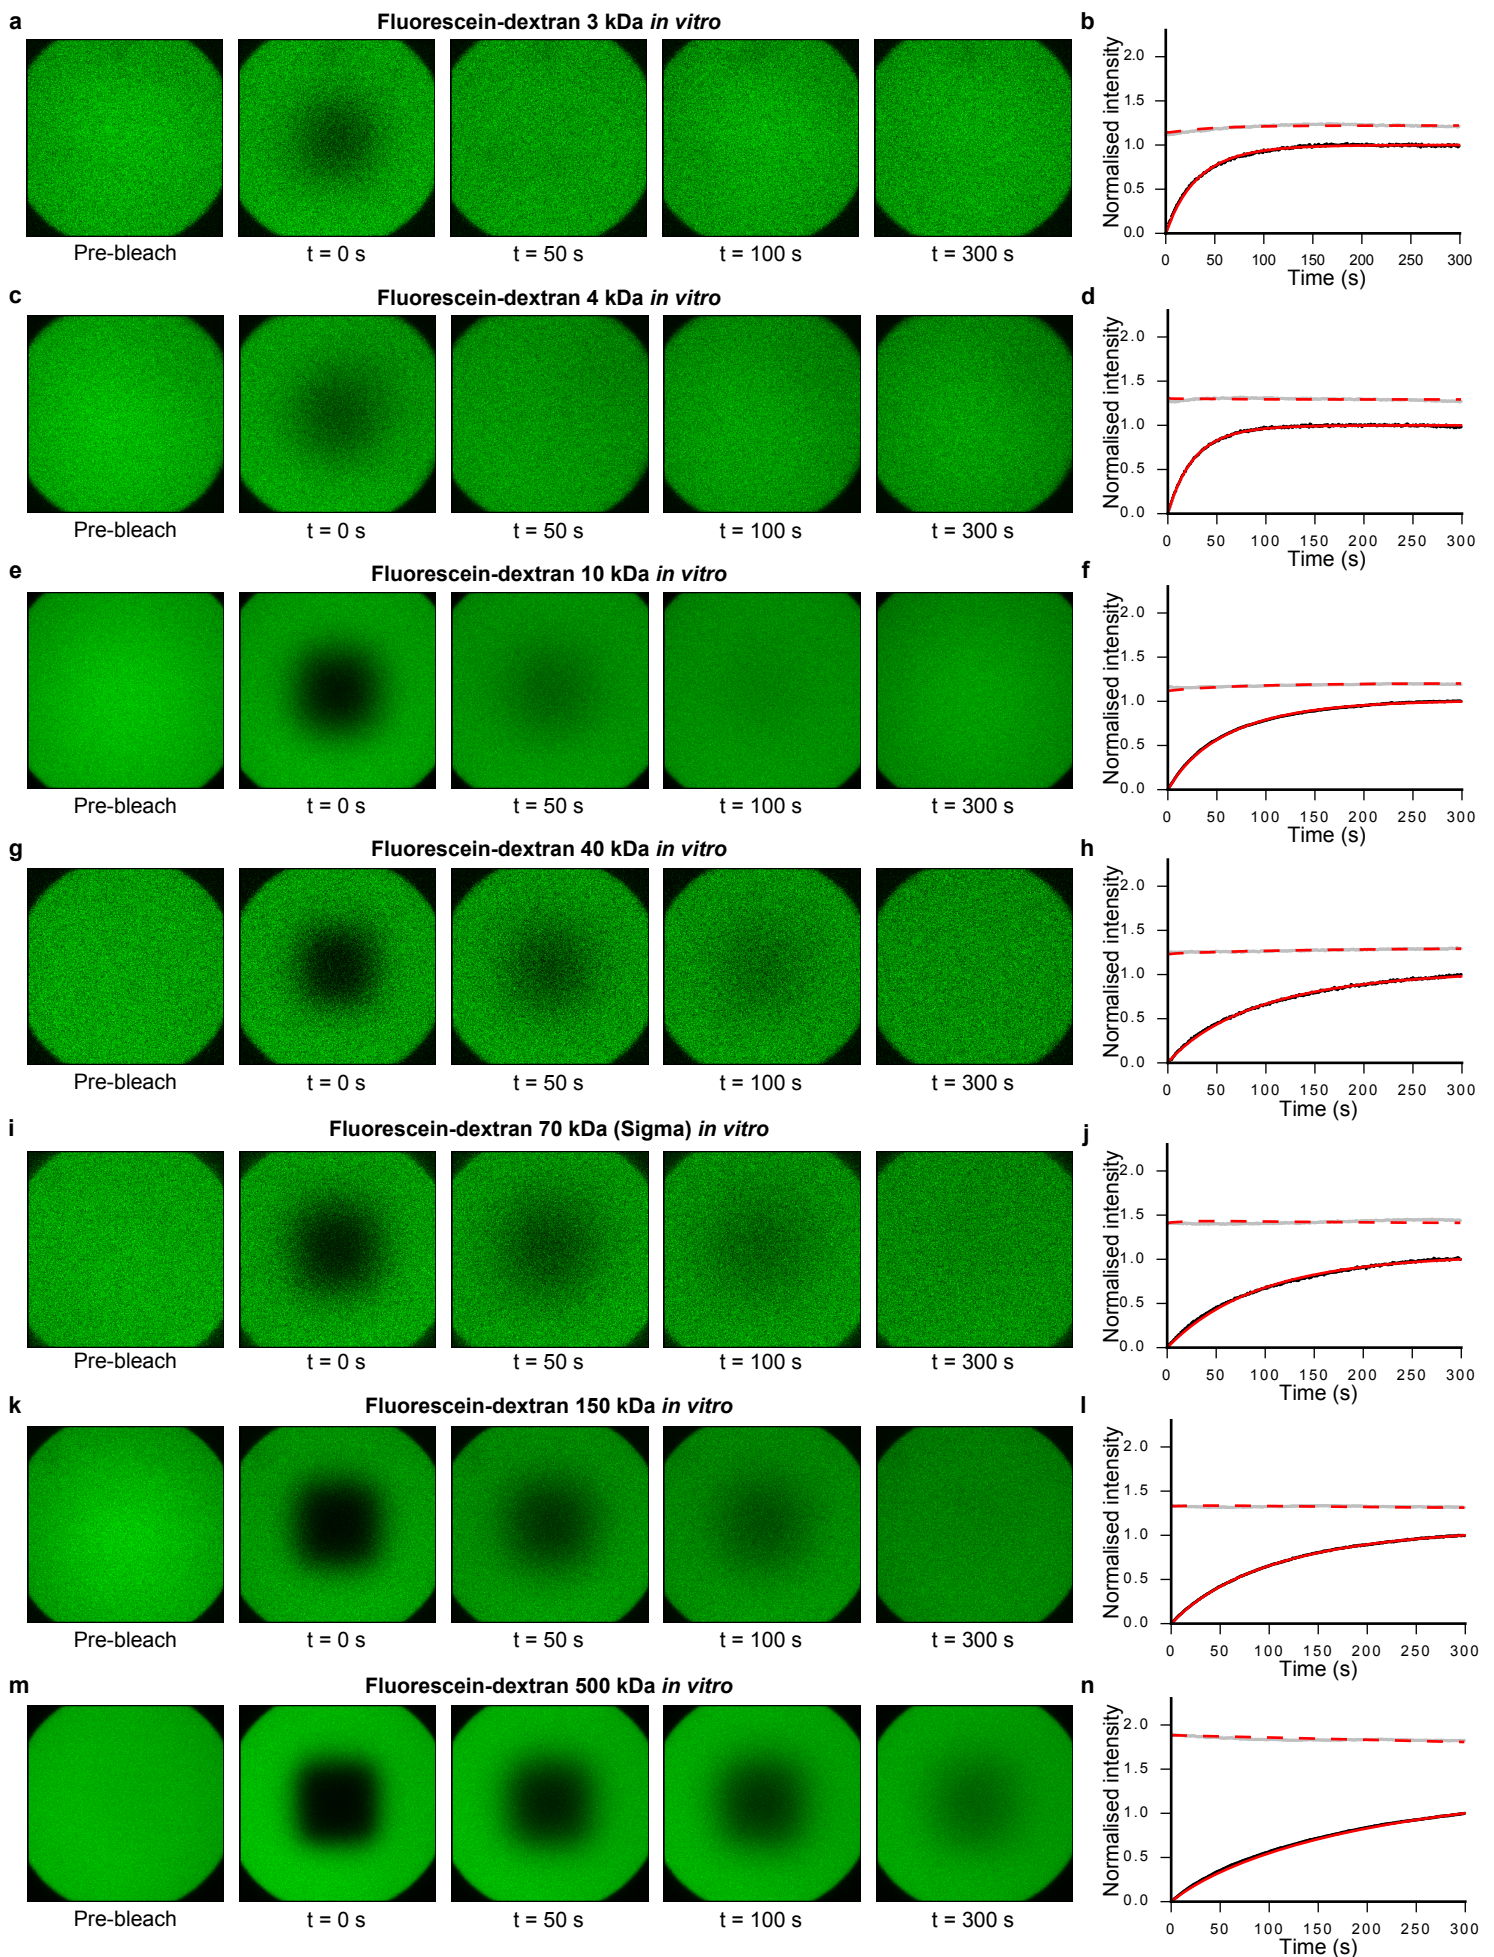 a Fluorescein-dextran 3 kDa in vitro
Pre-bleach t = 0 s t = 50 s t = 100 s t = 300 s
b
Normalised intensity
2.0
1.5
1.0
0.5
0.0
0 50 100 150 200 250 300
Time (s)
c Fluorescein-dextran 4 kDa in vitro
Pre-bleach t = 0 s t = 50 s t = 100 s t = 300 s
d
Normalised intensity
2.0
1.5
1.0
0.5
0.0
0 50 100 150 200 250 300
Time (s)
e Fluorescein-dextran 10 kDa in vitro
Pre-bleach t = 0 s t = 50 s t = 100 s t = 300 s
f
Normalised intensity
2.0
1.5
1.0
0.5
0.0
0 50 100 150 200 250 300
Time (s)
g Fluorescein-dextran 40 kDa in vitro
Pre-bleach t = 0 s t = 50 s t = 100 s t = 300 s
h
Normalised intensity
2.0
1.5
1.0
0.5
0.0
0 50 100 150 200 250 300
Time (s)
i Fluorescein-dextran 70 kDa (Sigma) in vitro
Pre-bleach t = 0 s t = 50 s t = 100 s t = 300 s
j
Normalised intensity
2.0
1.5
1.0
0.5
0.0
0 50 100 150 200 250 300
Time (s)
k Fluorescein-dextran 150 kDa in vitro
Pre-bleach t = 0 s t = 50 s t = 100 s t = 300 s
l
Normalised intensity
2.0
1.5
1.0
0.5
0.0
0 50 100 150 200 250 300
Time (s)
m Fluorescein-dextran 500 kDa in vitro
Pre-bleach t = 0 s t = 50 s t = 100 s t = 300 s
n
Normalised intensity
2.0
1.5
1.0
0.5
0.0
0 50 100 150 200 250 300
Time (s)